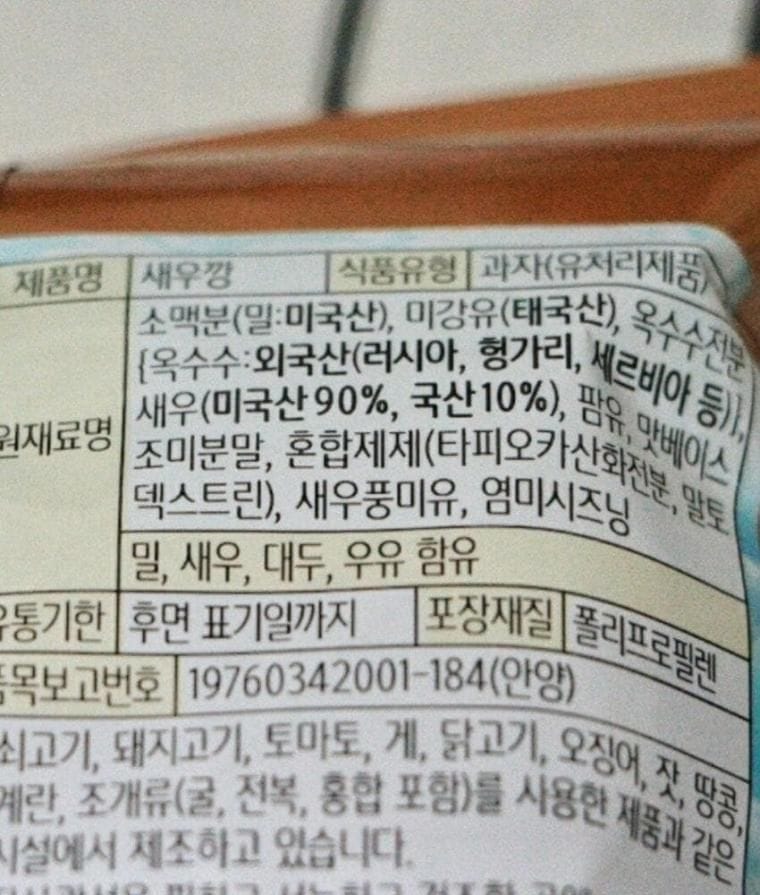 제품명 새우깡 식품유형 과자(유처리제품)
소맥분(밀:미국산), 미강유(태국산), 옥수수전분
{옥수수:외국산(러시아, 헝가리, 세르비아 등)},
원재료명 새우(미국산 90%, 국산10%), 팜유, 맛베이스
조미분말, 혼합제제(타피오카산화전분, 말토
덱스트린), 새우풍미유, 염미시즈닝
밀, 새우, 대두, 우유 함유
유통기한 후면 표기일까지 포장재질 폴리프로필렌
품목보고번호 19760342001-184(안양)
쇠고기, 돼지고기, 토마토, 게, 닭고기, 오징어, 잣, 땅콩,
계란, 조개류(굴, 전복, 홍합 포함)를 사용한 제품과 같은
시설에서 제조하고 있습니다.